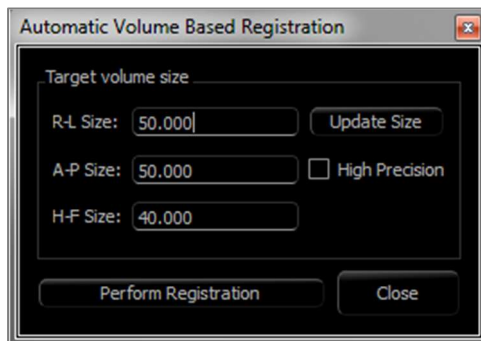 Automatic Volume Based Registration
Target volume size
R-L Size: 50.000 Update Size
A-P Size: 50.000 High Precision
H-F Size: 40.000
Perform Registration Close